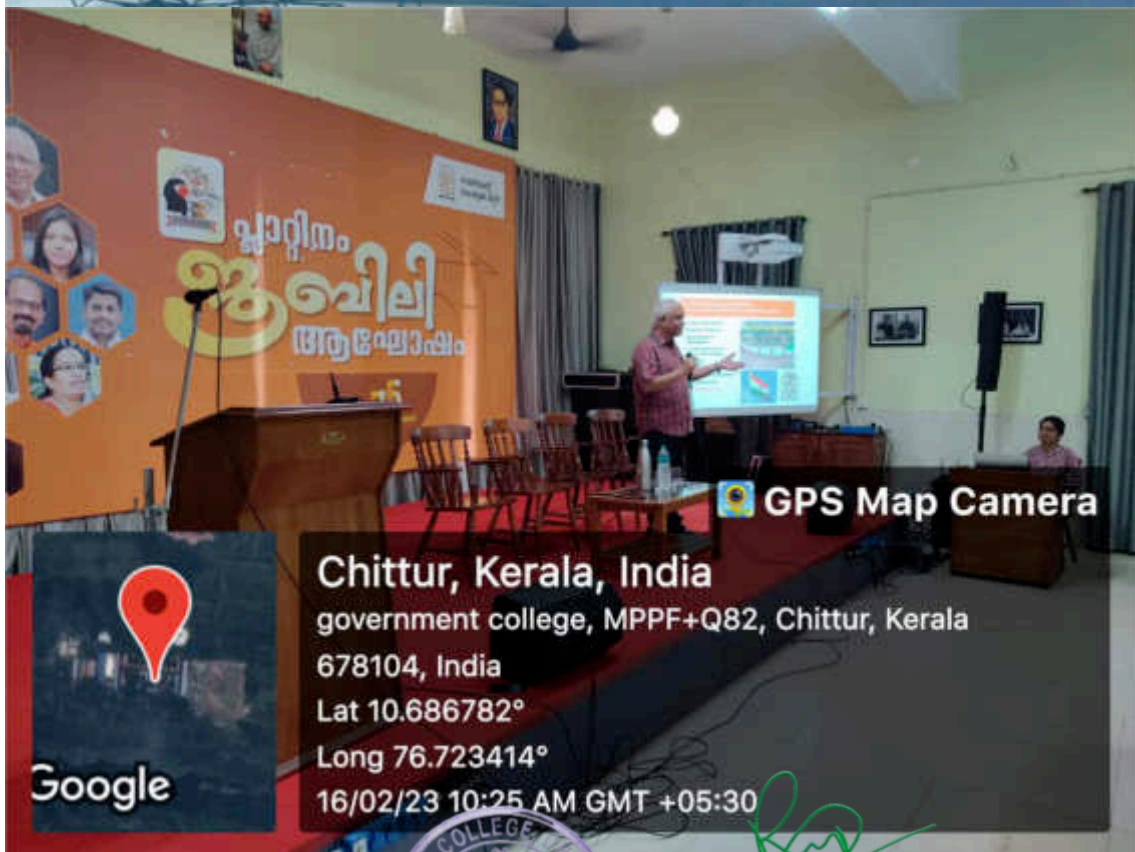 പ്ലാറ്റിനം
ജൂബിലി
ആഘോഷം
GPS Map Camera
Chittur, Kerala, India
government college, MPPF+Q82, Chittur, Kerala
678104, India
Lat 10.686782°
Long 76.723414°
16/02/23 10:25 AM GMT +05:30
Google
COLLEGE